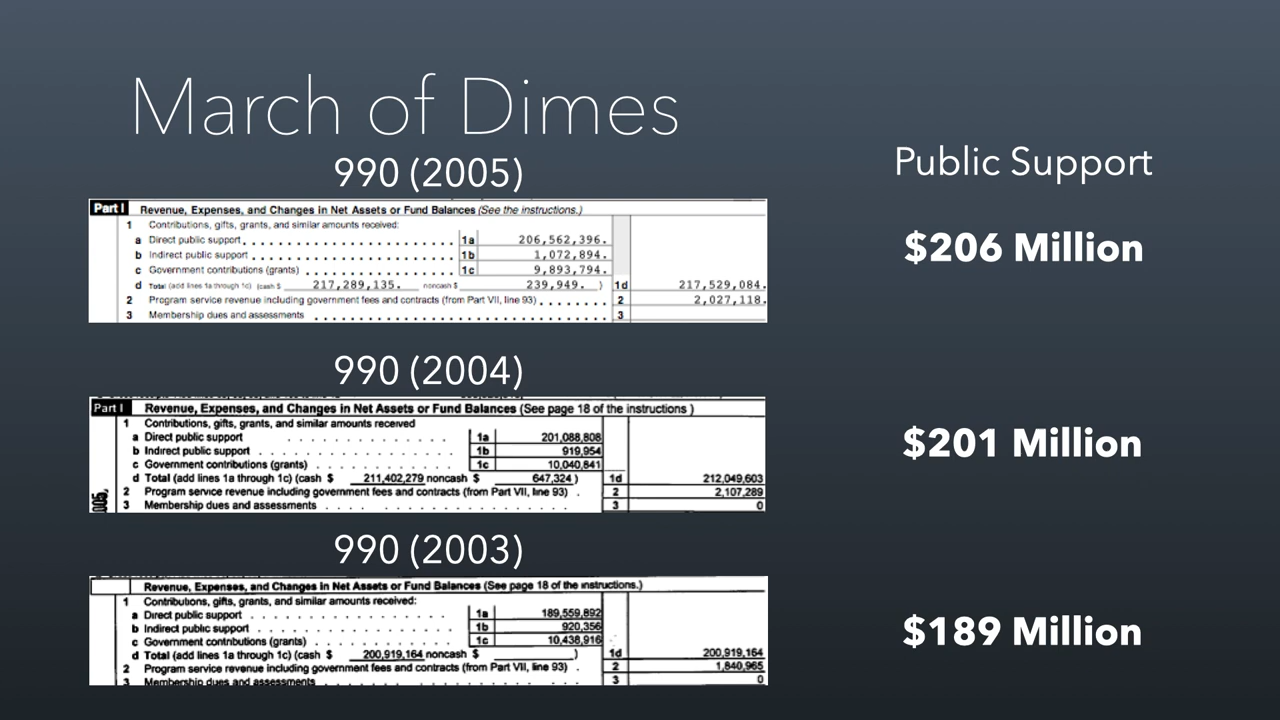 March of Dimes
990 (2005)
Public Support
Part I Revenue, Expenses, and Changes in Net Assets or Fund Balances (See the instructions.)
1 Contributions, gifts, grants, and similar amounts received:
a Direct public support 1a 206,562,396.
b Indirect public support 1b 1,072,894.
c Government contributions (grants) 1c 9,893,794.
d Total (add lines 1a through 1c) (cash $ 217,289,135. noncash $ 239,949. ) 1d 217,529,084.
2 Program service revenue including government fees and contracts (from Part VII, line 93) 2 2,027,118.
3 Membership dues and assessments 3
$206 Million
990 (2004)
Part I Revenue, Expenses, and Changes in Net Assets or Fund Balances (See page 18 of the instructions )
1 Contributions, gifts, grants, and similar amounts received
a Direct public support 1a 201,088,808
b Indirect public support 1b 919,954
c Government contributions (grants) 1c 10,040,841
d Total (add lines 1a through 1c) (cash $ 211,402,279 noncash $ 647,324 ) 1d 212,049,603
2 Program service revenue including government fees and contracts (from Part VII, line 93) 2 2,107,289
3 Membership dues and assessments 3 0
$201 Million
990 (2003)
Revenue, Expenses, and Changes in Net Assets or Fund Balances (See page 18 of the instructions.)
1 Contributions, gifts, grants, and similar amounts received:
a Direct public support 1a 189,559,892
b Indirect public support 1b 920,356
c Government contributions (grants) 1c 10,438,916
d Total (add lines 1a through 1c) (cash $ 200,919,164 noncash $ ) 1d 200,919,164
2 Program service revenue including government fees and contracts (from Part VII, line 93) 2 1,840,965
3 Membership dues and assessments 3 0
$189 Million